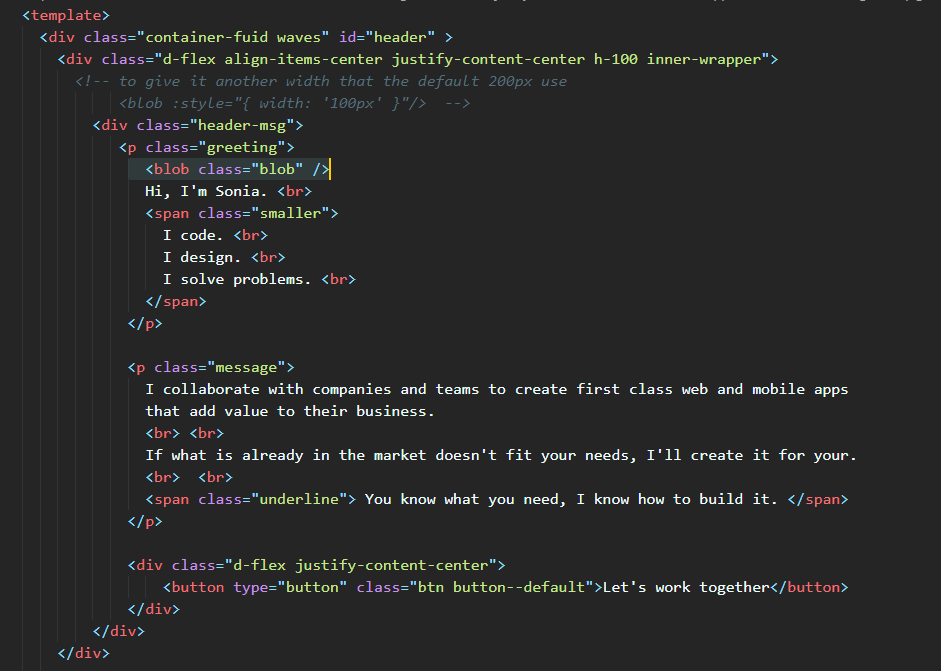 <template>
<div class="container-fuid waves" id="header" >
<div class="d-flex align-items-center justify-content-center h-100 inner-wrapper">
<!-- to give it another width that the default 200px use
<blob :style="{ width: '100px' }"/>  -->
<div class="header-msg">
<p class="greeting">
<blob class="blob" />
Hi, I'm Sonia. <br>
<span class="smaller">
I code. <br>
I design. <br>
I solve problems. <br>
</span>
</p>
<p class="message">
I collaborate with companies and teams to create first class web and mobile apps
that add value to their business.
<br> <br>
If what is already in the market doesn't fit your needs, I'll create it for your.
<br>  <br>
<span class="underline"> You know what you need, I know how to build it. </span>
</p>
<div class="d-flex justify-content-center">
<button type="button" class="btn button--default">Let's work together</button>
</div>
</div>
</div>